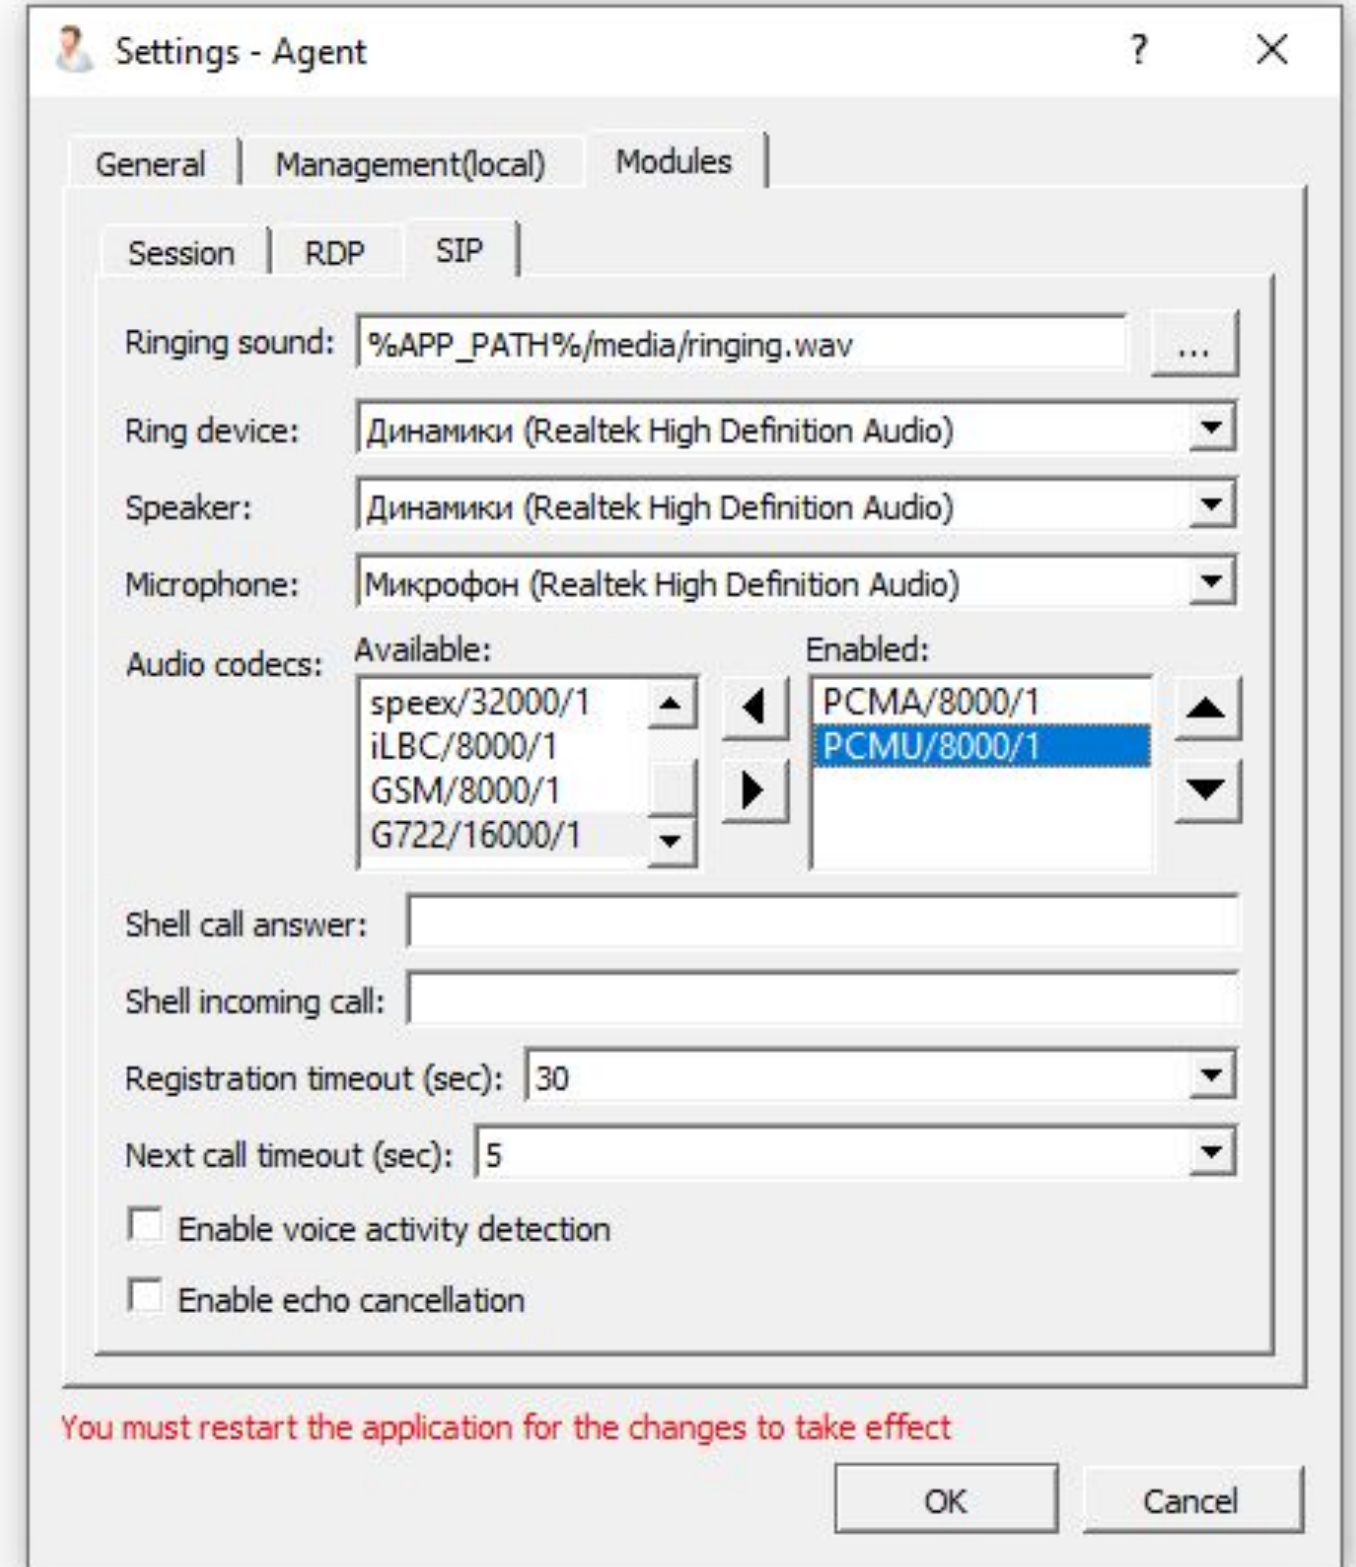 Settings - Agent ?
General Management(local) Modules
Session RDP SIP
Ringing sound: %APP_PATH%/media/ringing.wav ...
Ring device: Динамики (Realtek High Definition Audio)
Speaker: Динамики (Realtek High Definition Audio)
Microphone: Микрофон (Realtek High Definition Audio)
Audio codecs: Available: Enabled:
speex/32000/1 PCMA/8000/1
iLBC/8000/1 PCMU/8000/1
GSM/8000/1
G722/16000/1
Shell call answer:
Shell incoming call:
Registration timeout (sec): 30
Next call timeout (sec): 5
Enable voice activity detection
Enable echo cancellation
You must restart the application for the changes to take effect
OK Cancel